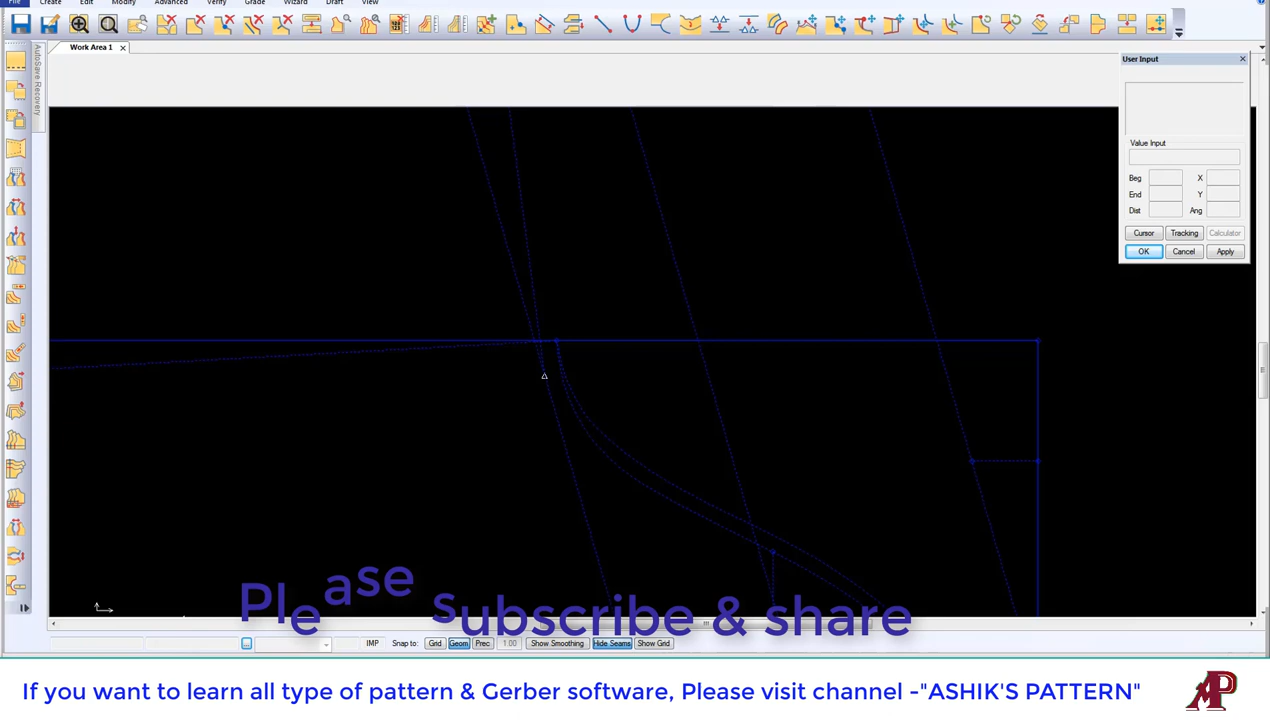 File Create Edit Modify Advanced Verify Grade Wizard Draft View
Work Area 1
AutoSave Recovery
User Input
Value Input
Beg X
End Y
Dist Ang
Cursor Tracking Calculator
OK Cancel Apply
Please Subscribe & share
IMP Snap to: Grid Geom Prec 1.00 Show Smoothing Hide Seams Show Grid
If you want to learn all type of pattern & Gerber software, Please visit channel -"ASHIK'S PATTERN"